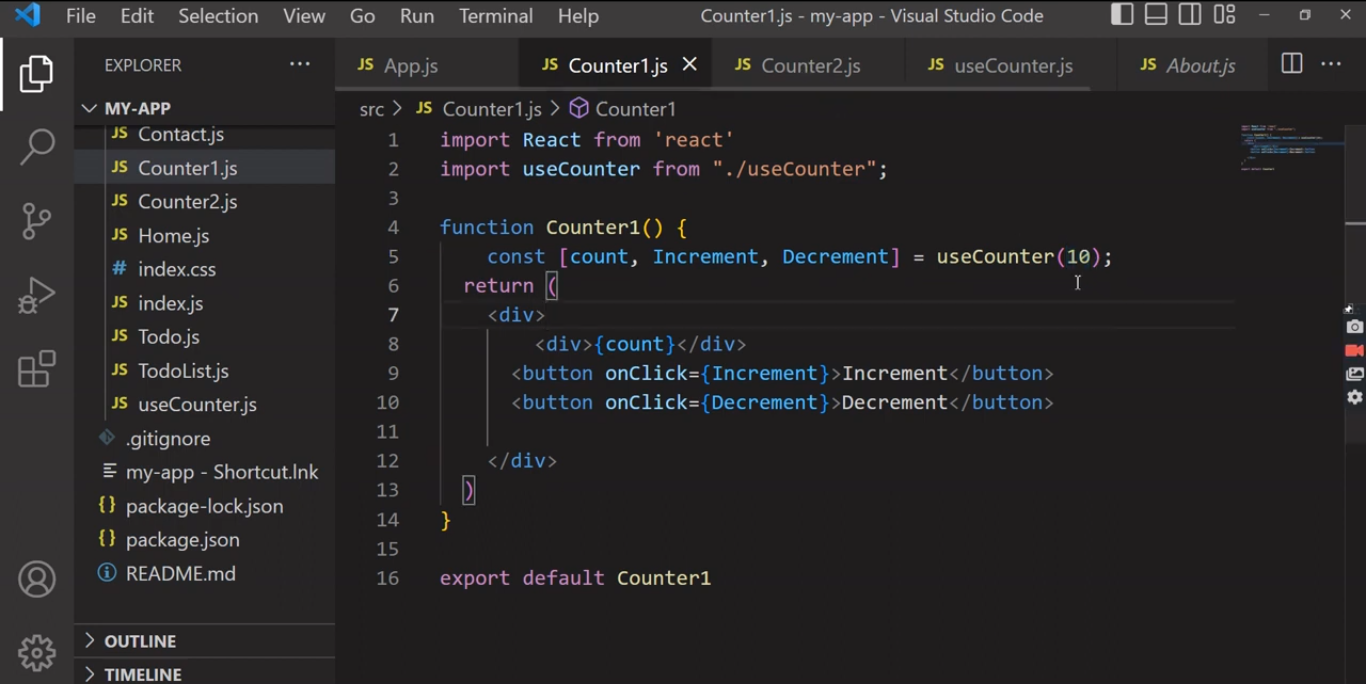 File Edit Selection View Go Run Terminal Help Counter1.js - my-app - Visual Studio Code
EXPLORER ...
JS App.js JS Counter1.js JS Counter2.js JS useCounter.js JS About.js
MY-APP
JS Contact.js
JS Counter1.js
JS Counter2.js
JS Home.js
# index.css
JS index.js
JS Todo.js
JS TodoList.js
JS useCounter.js
.gitignore
my-app - Shortcut.lnk
{} package-lock.json
{} package.json
README.md
OUTLINE
TIMELINE
src > JS Counter1.js > Counter1
1 import React from 'react'
2 import useCounter from "./useCounter";
3
4 function Counter1() {
5 const [count, Increment, Decrement] = useCounter(10);
6 return (
7 <div>
8 <div>{count}</div>
9 <button onClick={Increment}>Increment</button>
10 <button onClick={Decrement}>Decrement</button>
11
12 </div>
13 )
14 }
15
16 export default Counter1